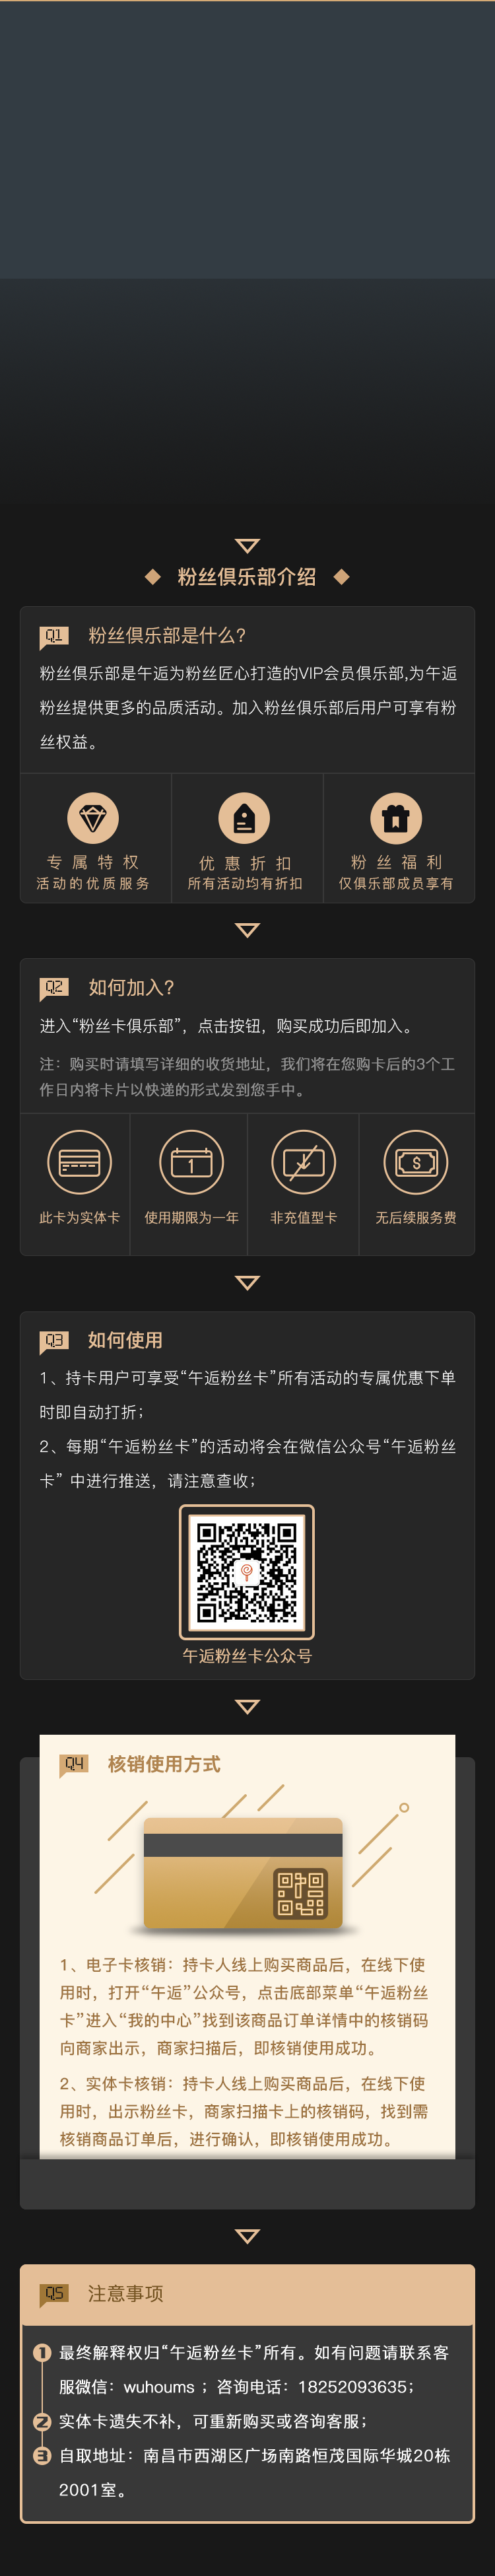 粉丝俱乐部介绍
Q1 粉丝俱乐部是什么?
粉丝俱乐部是午逅为粉丝匠心打造的VIP会员俱乐部,为午逅
粉丝提供更多的品质活动。加入粉丝俱乐部后用户可享有粉
丝权益。
专属特权
活动的优质服务
优惠折扣
所有活动均有折扣
粉丝福利
仅俱乐部成员享有
Q2 如何加入?
进入“粉丝卡俱乐部”，点击按钮，购买成功后即加入。
注：购买时请填写详细的收货地址，我们将在您购卡后的3个工
作日内将卡片以快递的形式发到您手中。
1
$
此卡为实体卡
使用期限为一年
非充值型卡
无后续服务费
Q3 如何使用
1、持卡用户可享受“午逅粉丝卡”所有活动的专属优惠下单
时即自动打折；
2、每期“午逅粉丝卡”的活动将会在微信公众号“午逅粉丝
卡” 中进行推送，请注意查收；
午逅粉丝卡公众号
Q4 核销使用方式
1、电子卡核销：持卡人线上购买商品后，在线下使
用时，打开“午逅”公众号，点击底部菜单“午逅粉丝
卡”进入“我的中心”找到该商品订单详情中的核销码
向商家出示，商家扫描后，即核销使用成功。
2、实体卡核销：持卡人线上购买商品后，在线下使
用时，出示粉丝卡，商家扫描卡上的核销码，找到需
核销商品订单后，进行确认，即核销使用成功。
Q5 注意事项
1 最终解释权归“午逅粉丝卡”所有。如有问题请联系客
服微信：wuhoums ；咨询电话：18252093635；
2 实体卡遗失不补，可重新购买或咨询客服；
3 自取地址：南昌市西湖区广场南路恒茂国际华城20栋
2001室。